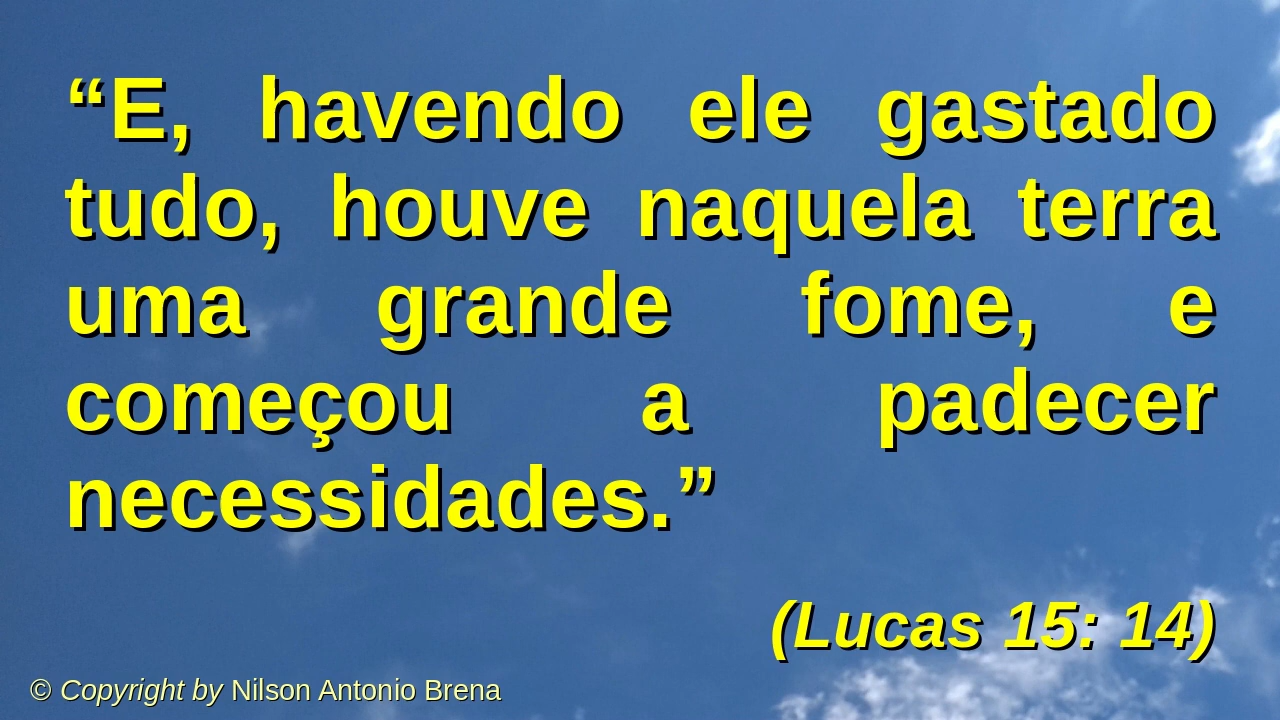 “E, havendo ele gastado
tudo, houve naquela terra
uma grande fome, e
começou a padecer
necessidades.”
(Lucas 15: 14)
© Copyright by Nilson Antonio Brena